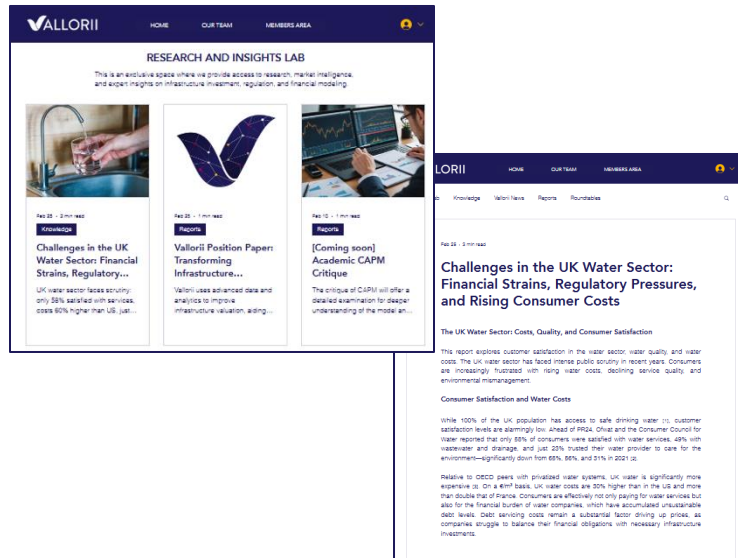 VALLORII
HOME
OUR TEAM
MEMBERS AREA
RESEARCH AND INSIGHTS LAB
This is an exclusive space where we provide access to research, market intelligence,
and expert insights on infrastructure investment, regulation, and financial modeling.
Feb 25 · 3 min read
Knowledge
Challenges in the UK
Water Sector: Financial
Strains, Regulatory...
UK water sector faces scrutiny:
only 58% satisfied with services,
costs 60% higher than US, just...
Feb 25 · 1 min read
Reports
Vallorii Position Paper:
Transforming
Infrastructure...
Vallorii uses advanced data and
analytics to improve
infrastructure valuation, aiding...
Feb 10 · 1 min read
Reports
[Coming soon]
Academic CAPM
Critique
The critique of CAPM will offer a
detailed examination for deeper
understanding of the model an...
LORII
HOME
OUR TEAM
MEMBERS AREA
Knowledge
Vallorii News
Reports
Roundtables
Feb 25 · 3 min read
Challenges in the UK Water Sector:
Financial Strains, Regulatory Pressures,
and Rising Consumer Costs
The UK Water Sector: Costs, Quality, and Consumer Satisfaction
This report explores customer satisfaction in the water sector, water quality, and water
costs. The UK water sector has faced intense public scrutiny in recent years. Consumers
are increasingly frustrated with rising water costs, declining service quality, and
environmental mismanagement.
Consumer Satisfaction and Water Costs
While 100% of the UK population has access to safe drinking water [1], customer
satisfaction levels are alarmingly low. Ahead of PR24, Ofwat and the Consumer Council for
Water reported that only 58% of consumers were satisfied with water services, 49% with
wastewater and drainage, and just 23% trusted their water provider to care for the
environment—significantly down from 68%, 56%, and 31% in 2021 [2].
Relative to OECD peers with privatized water systems, UK water is significantly more
expensive [3]. On a €/m³ basis, UK water costs are 30% higher than in the US and more
than double that of France. Consumers are effectively not only paying for water services but
also for the financial burden of water companies, which have accumulated unsustainable
debt levels. Debt servicing costs remain a substantial factor driving up prices, as
companies struggle to balance their financial obligations with necessary infrastructure
investments.